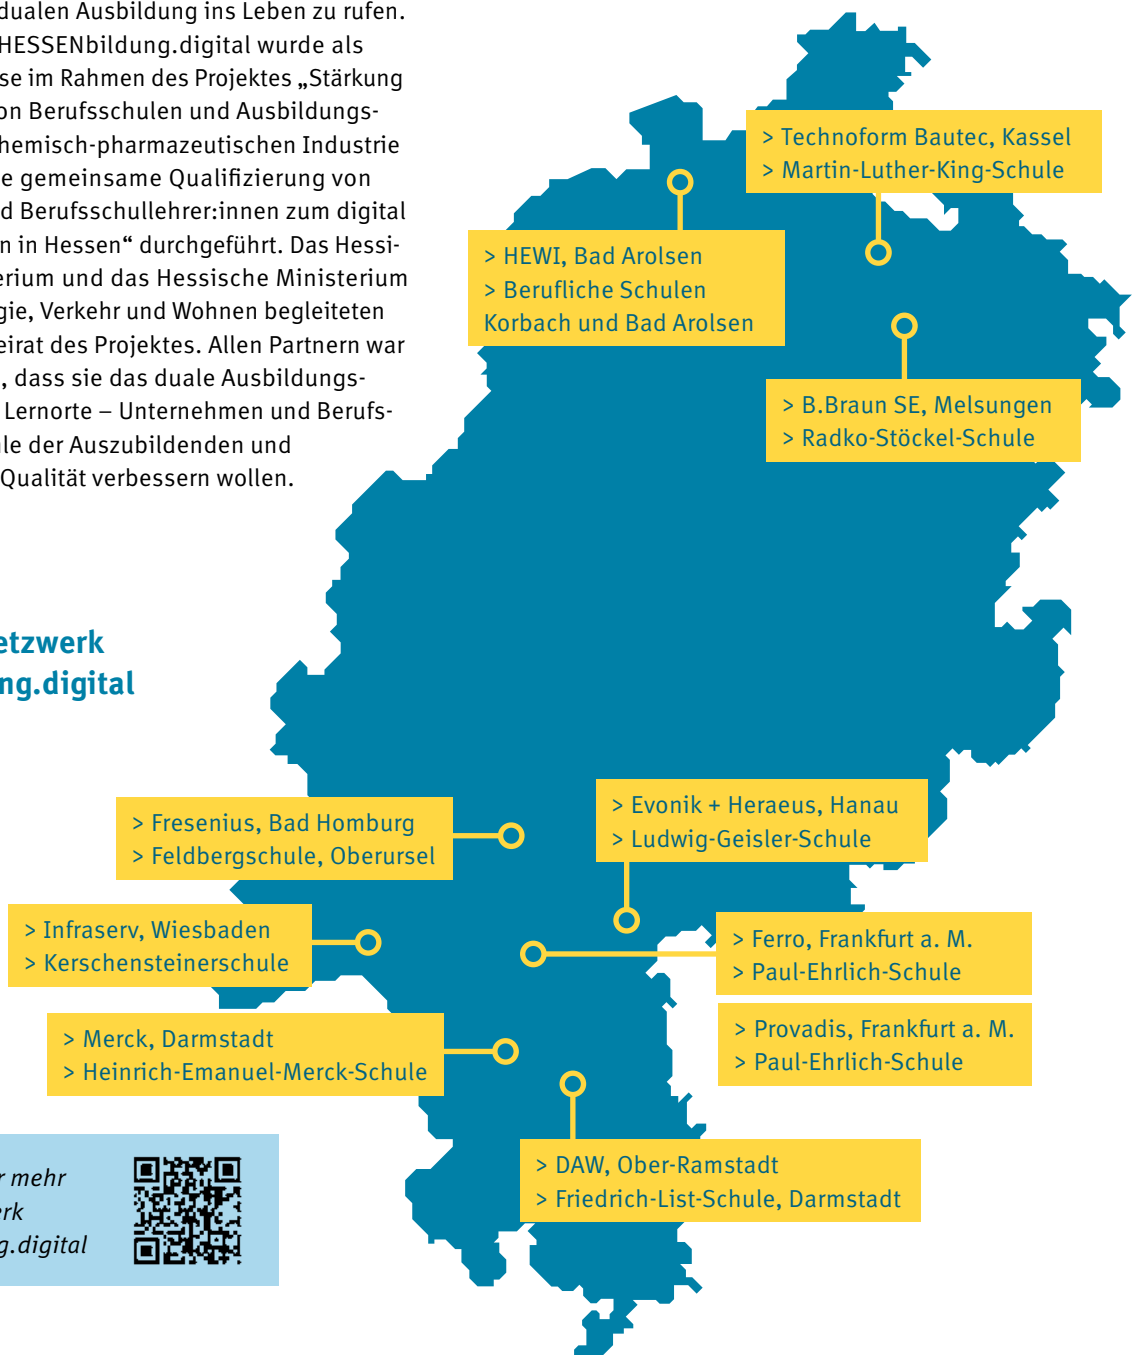 dualen Ausbildung ins Leben zu rufen.
HESSENbildung.digital wurde als
se im Rahmen des Projektes „Stärkung
on Berufsschulen und Ausbildungs-
hemisch-pharmazeutischen Industrie
e gemeinsame Qualifizierung von
d Berufsschullehrer:innen zum digital
n in Hessen“ durchgeführt. Das Hessi-
erium und das Hessische Ministerium
gie, Verkehr und Wohnen begleiteten
eirat des Projektes. Allen Partnern war
, dass sie das duale Ausbildungs-
Lernorte – Unternehmen und Berufs-
le der Auszubildenden und
Qualität verbessern wollen.
etzwerk
ng.digital
> Technoform Bautec, Kassel
> Martin-Luther-King-Schule
> HEWI, Bad Arolsen
> Berufliche Schulen
Korbach und Bad Arolsen
> B.Braun SE, Melsungen
> Radko-Stöckel-Schule
> Evonik + Heraeus, Hanau
> Ludwig-Geisler-Schule
> Fresenius, Bad Homburg
> Feldbergschule, Oberursel
> Infraserv, Wiesbaden
> Kerschensteinerschule
> Ferro, Frankfurt a. M.
> Paul-Ehrlich-Schule
> Provadis, Frankfurt a. M.
> Paul-Ehrlich-Schule
> Merck, Darmstadt
> Heinrich-Emanuel-Merck-Schule
> DAW, Ober-Ramstadt
> Friedrich-List-Schule, Darmstadt
r mehr
erk
g.digital